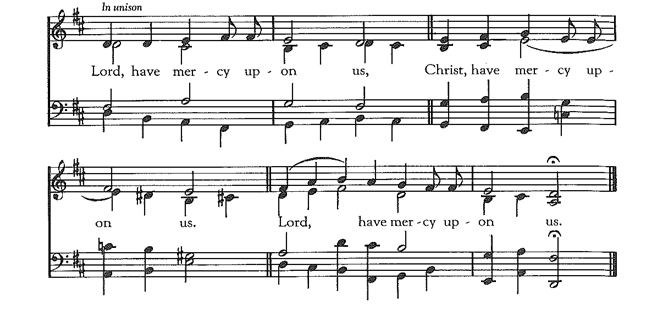 In unison
Lord, have mer - cy up - on us, Christ, have mer - cy up -
on us. Lord, have mer - cy up - on us.